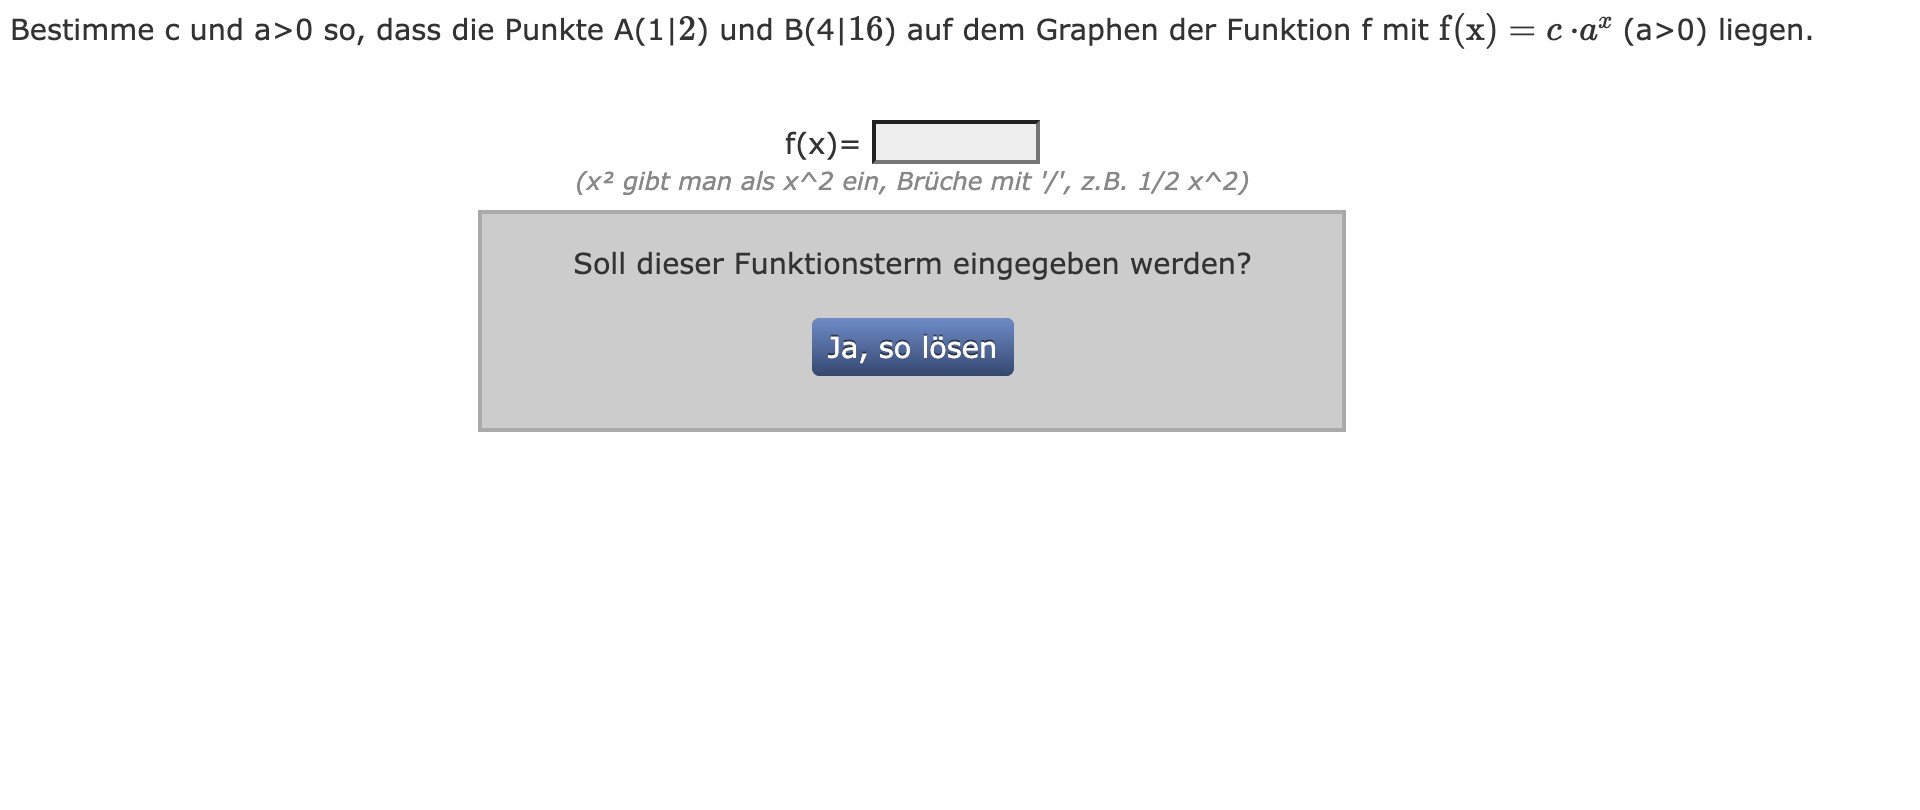 Bestimme c und a>0 so, dass die Punkte A(1|2) und B(4|16) auf dem Graphen der Funktion f mit f(x) = c ·aˣ (a>0) liegen.
f(x)=
(x² gibt man als x^2 ein, Brüche mit '/', z.B. 1/2 x^2)
Soll dieser Funktionsterm eingegeben werden?
Ja, so lösen